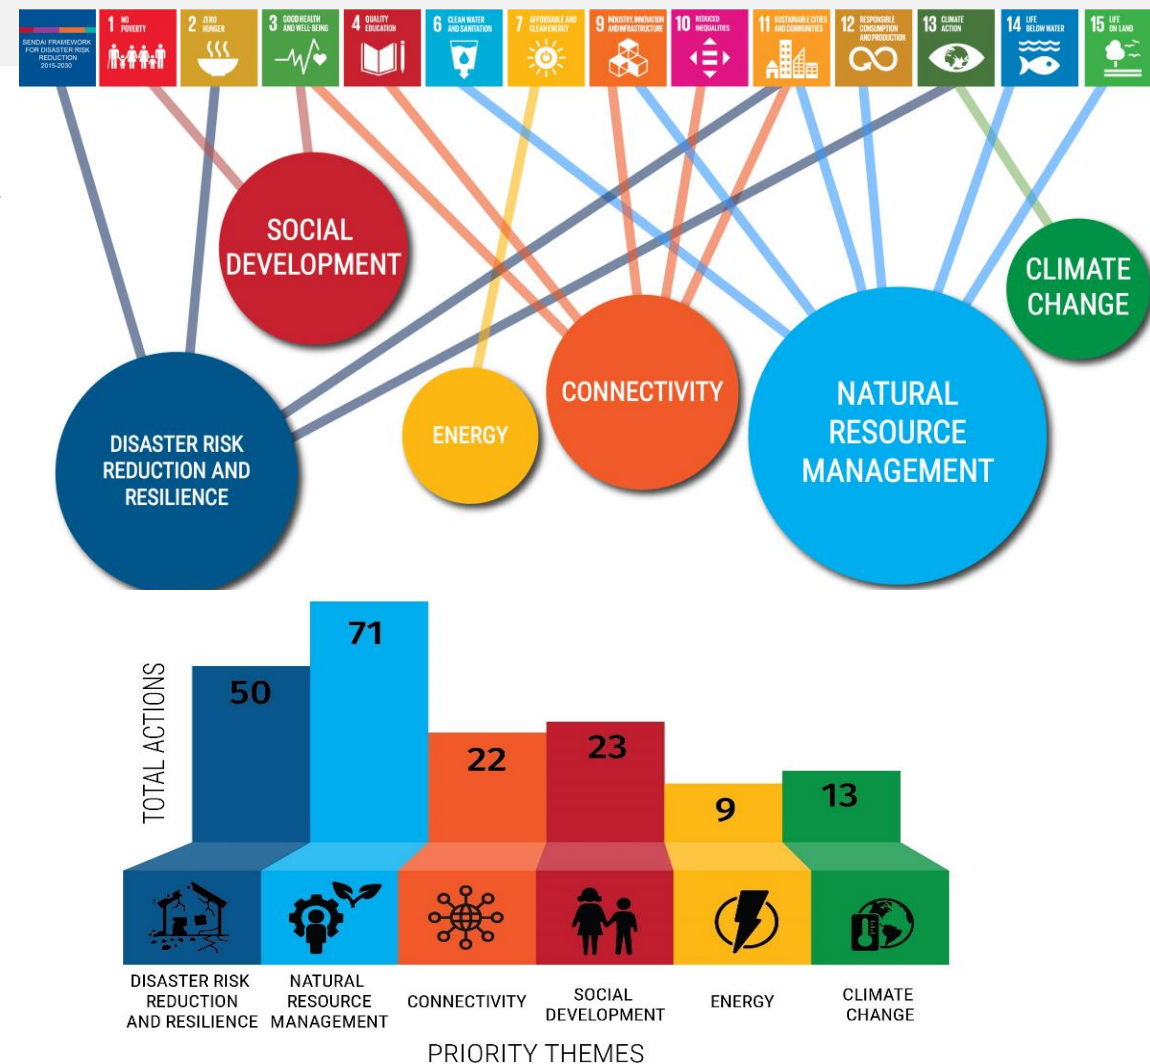 SENDAI FRAMEWORK
FOR DISASTER RISK
REDUCTION
2015-2030
1 NO
POVERTY
2 ZERO
HUNGER
3 GOOD HEALTH
AND WELL-BEING
4 QUALITY
EDUCATION
6 CLEAN WATER
AND SANITATION
7 AFFORDABLE AND
CLEAN ENERGY
9 INDUSTRY, INNOVATION
AND INFRASTRUCTURE
10 REDUCED
INEQUALITIES
11 SUSTAINABLE CITIES
AND COMMUNITIES
12 RESPONSIBLE
CONSUMPTION
AND PRODUCTION
13 CLIMATE
ACTION
14 LIFE
BELOW WATER
15 LIFE
ON LAND
SOCIAL
DEVELOPMENT
CLIMATE
CHANGE
DISASTER RISK
REDUCTION AND
RESILIENCE
ENERGY
CONNECTIVITY
NATURAL
RESOURCE
MANAGEMENT
TOTAL ACTIONS
50
71
22
23
9
13
DISASTER RISK
REDUCTION
AND RESILIENCE
NATURAL
RESOURCE
MANAGEMENT
CONNECTIVITY
SOCIAL
DEVELOPMENT
ENERGY
CLIMATE
CHANGE
PRIORITY THEMES